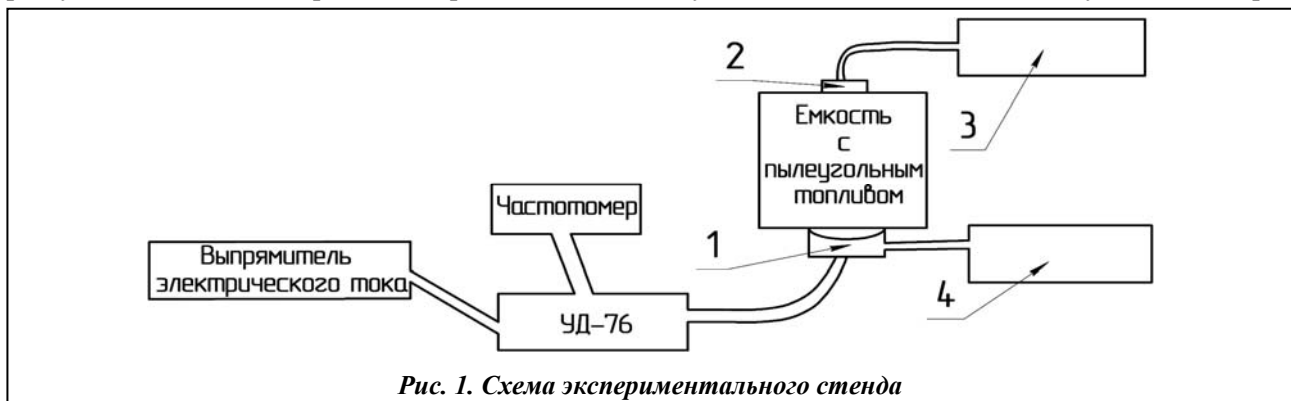 2
3
Емкость
с
пылеугольным
топливом
Частотомер
1
Выпрямитель
электрического тока
4
УД-76
Рис. 1. Схема экспериментального стенда